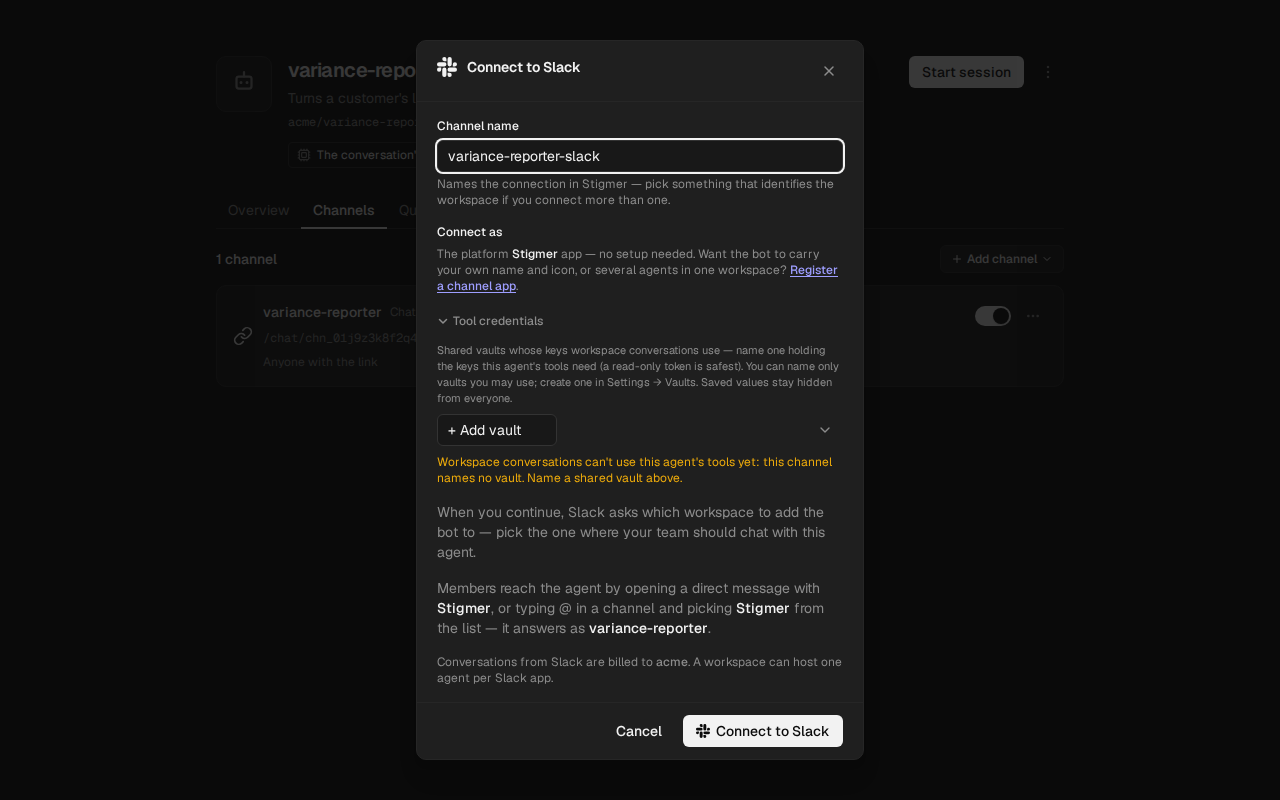 Connect to Slack
variance-repo
Start session
Turns a customer's l
acme/variance-repo
The conversation'
Overview
Channels
Qu
1 channel
+ Add channel
variance-reporter Chat
/chat/chn_01j9z3k8f2q4
Anyone with the link
Channel name
variance-reporter-slack
Names the connection in Stigmer — pick something that identifies the
workspace if you connect more than one.
Connect as
The platform Stigmer app — no setup needed. Want the bot to carry
your own name and icon, or several agents in one workspace? Register
a channel app.
Tool credentials
Shared vaults whose keys workspace conversations use — name one holding
the keys this agent's tools need (a read-only token is safest). You can name only
vaults you may use; create one in Settings → Vaults. Saved values stay hidden
from everyone.
+ Add vault
Workspace conversations can't use this agent's tools yet: this channel
names no vault. Name a shared vault above.
When you continue, Slack asks which workspace to add the
bot to — pick the one where your team should chat with this
agent.
Members reach the agent by opening a direct message with
Stigmer, or typing @ in a channel and picking Stigmer from
the list — it answers as variance-reporter.
Conversations from Slack are billed to acme. A workspace can host one
agent per Slack app.
Cancel
Connect to Slack